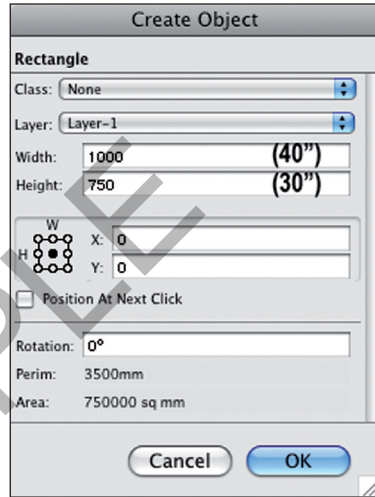 Create Object
Rectangle
Class: None
Layer: Layer-1
Width: 1000 (40”)
Height: 750 (30”)
W
H
X: 0
Y: 0
Position At Next Click
Rotation: 0°
Perim: 3500mm
Area: 750000 sq mm
Cancel OK
PLE